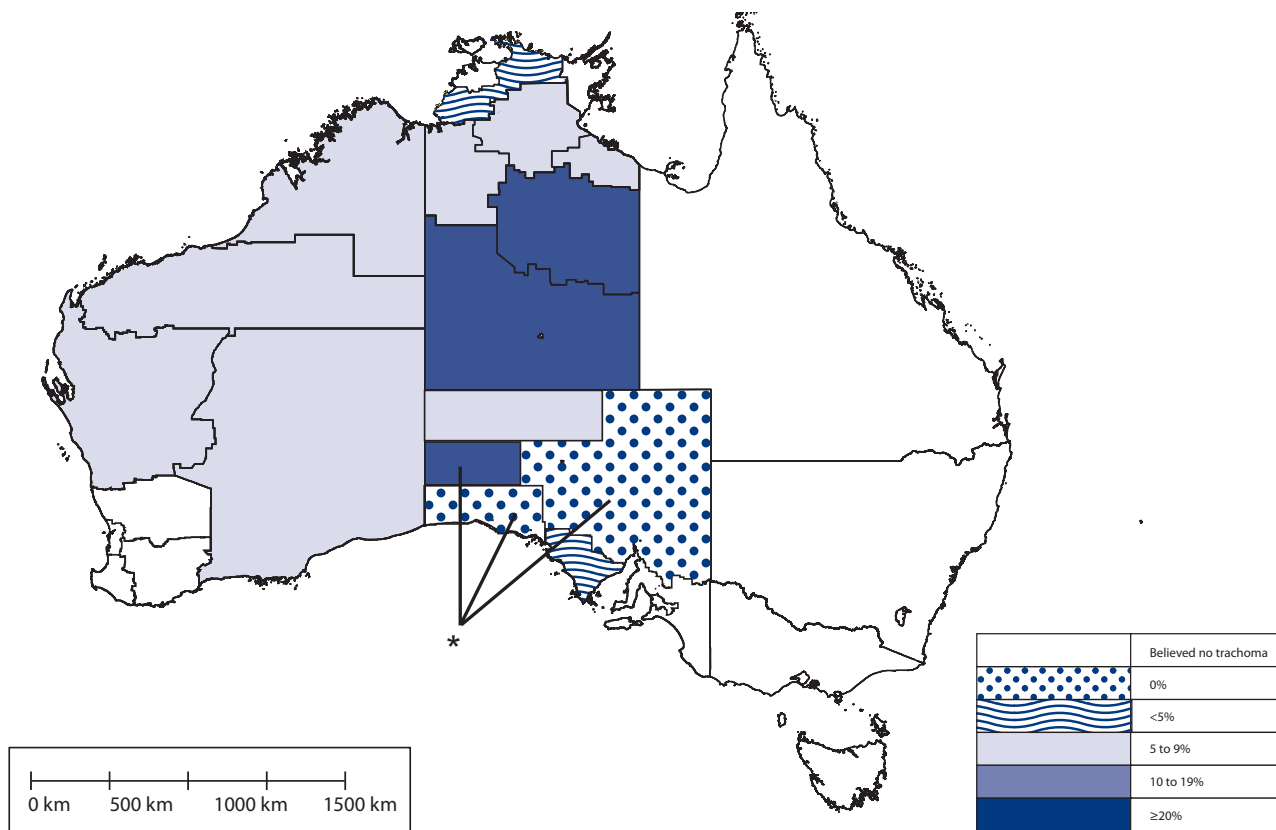 *
Believed no trachoma
0%
<5%
5 to 9%
10 to 19%
≥20%
0 km 500 km 1000 km 1500 km